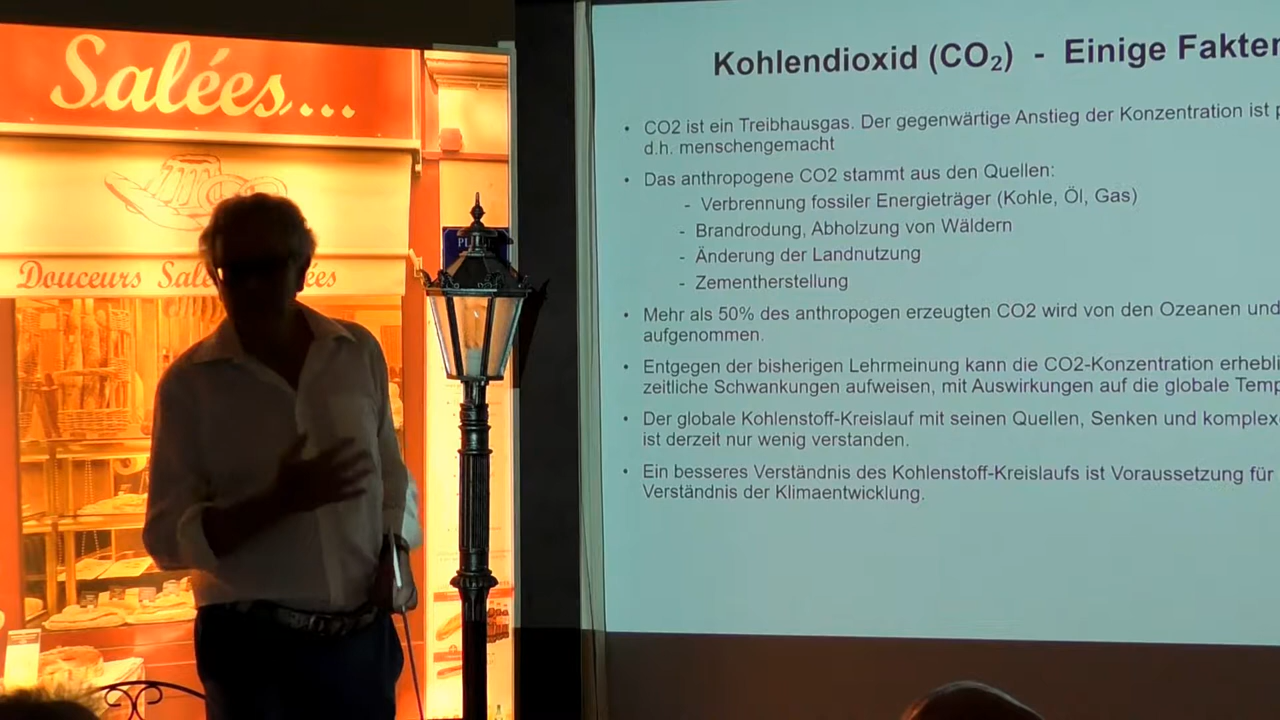 Salées...
Douceurs Salé ées
PL
Kohlendioxid (CO₂) - Einige Fakten
• CO2 ist ein Treibhausgas. Der gegenwärtige Anstieg der Konzentration ist
d.h. menschengemacht
• Das anthropogene CO2 stammt aus den Quellen:
- Verbrennung fossiler Energieträger (Kohle, Öl, Gas)
- Brandrodung, Abholzung von Wäldern
- Änderung der Landnutzung
- Zementherstellung
• Mehr als 50% des anthropogen erzeugten CO2 wird von den Ozeanen und
aufgenommen.
• Entgegen der bisherigen Lehrmeinung kann die CO2-Konzentration erhebli
zeitliche Schwankungen aufweisen, mit Auswirkungen auf die globale Temp
• Der globale Kohlenstoff-Kreislauf mit seinen Quellen, Senken und komplex
ist derzeit nur wenig verstanden.
• Ein besseres Verständnis des Kohlenstoff-Kreislaufs ist Voraussetzung für
Verständnis der Klimaentwicklung.